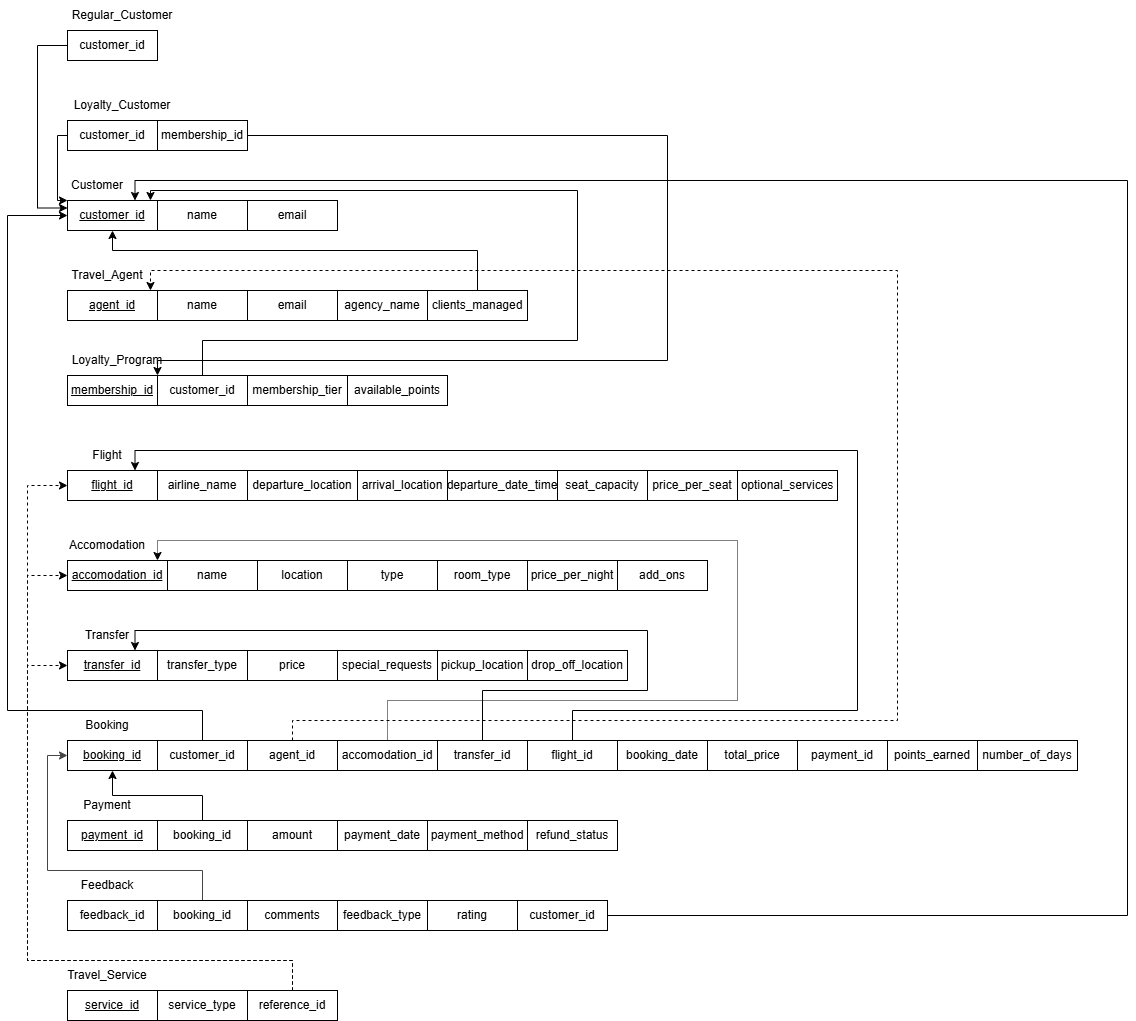 Regular_Customer
customer_id
Loyalty_Customer
customer_id membership_id
Customer
customer_id name email
Travel_Agent
agent_id name email agency_name clients_managed
Loyalty_Program
membership_id customer_id membership_tier available_points
Flight
flight_id airline_name departure_location arrival_location departure_date_time seat_capacity price_per_seat optional_services
Accomodation
accomodation_id name location type room_type price_per_night add_ons
Transfer
transfer_id transfer_type price special_requests pickup_location drop_off_location
Booking
booking_id customer_id agent_id accomodation_id transfer_id flight_id booking_date total_price payment_id points_earned number_of_days
Payment
payment_id booking_id amount payment_date payment_method refund_status
Feedback
feedback_id booking_id comments feedback_type rating customer_id
Travel_Service
service_id service_type reference_id